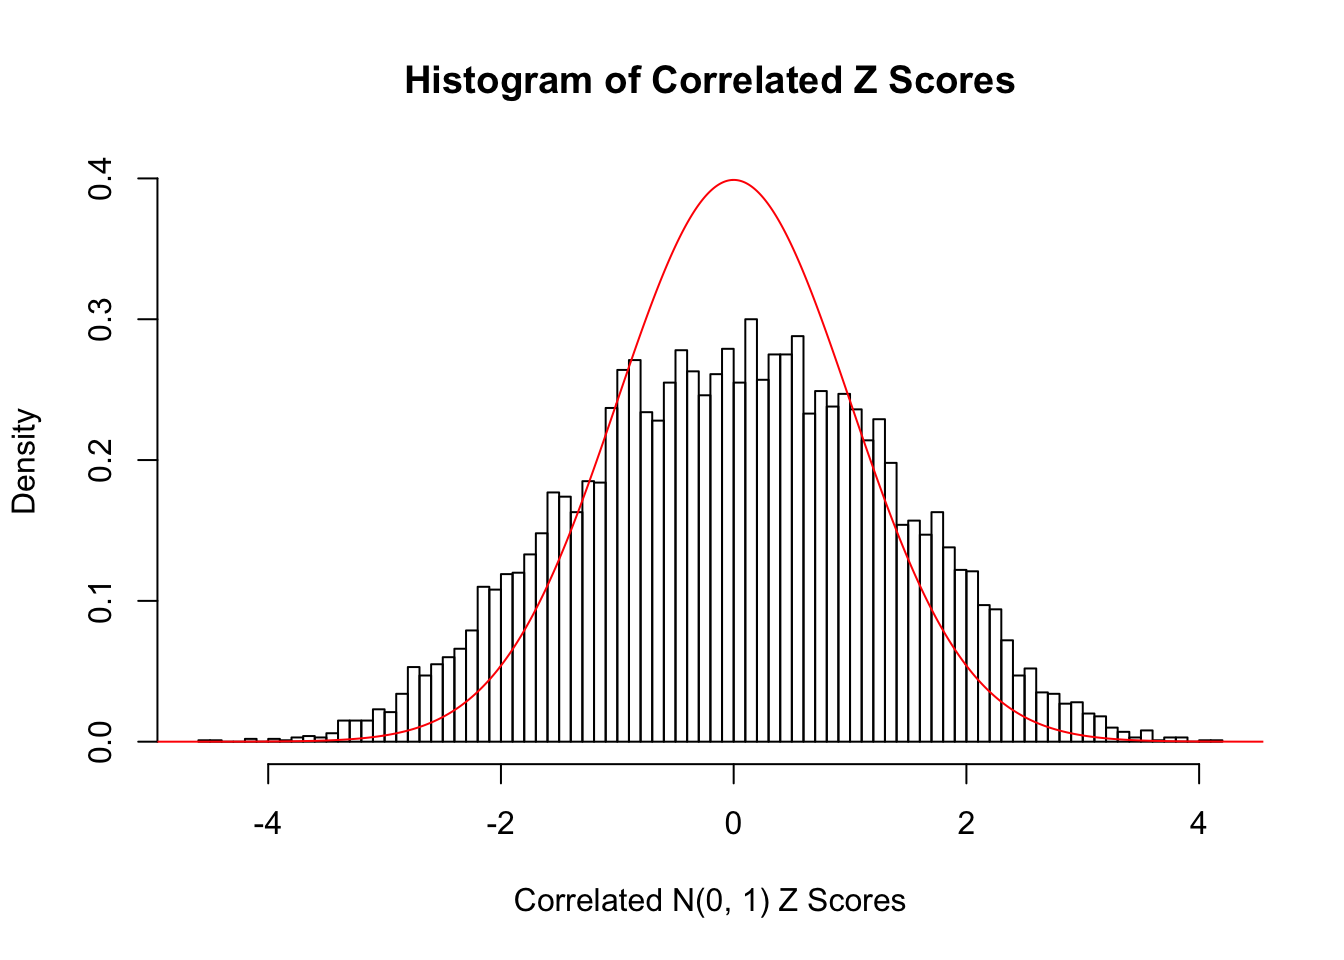 Histogram of Correlated Z Scores
0.4
0.3
0.2
0.1
0.0
Density
-4 -2 0 2 4
Correlated N(0, 1) Z Scores